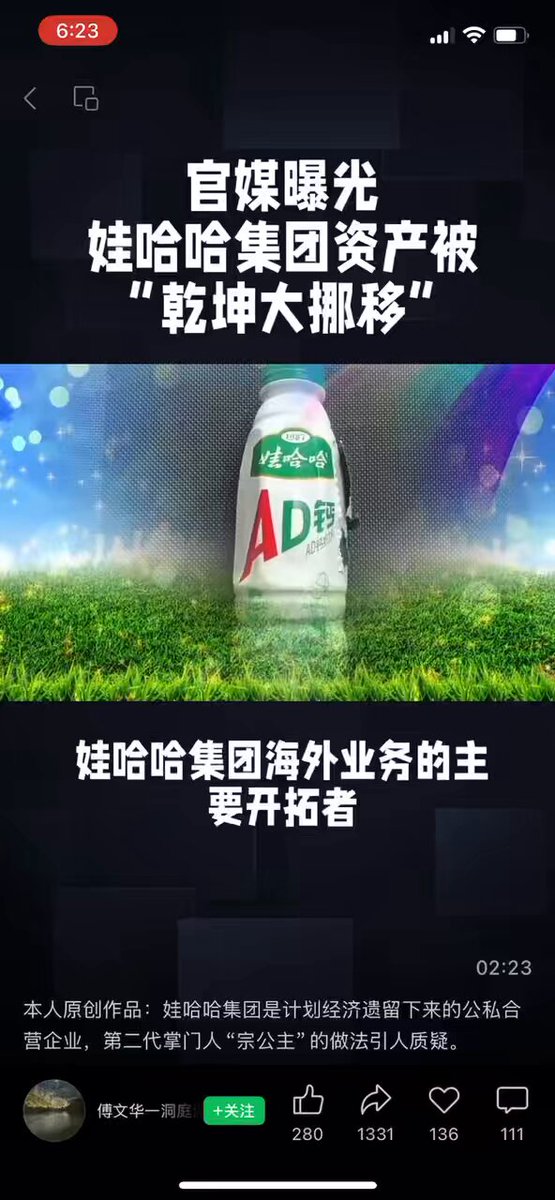 6:23
官媒曝光
娃哈哈集团资产被
“乾坤大挪移”
娃哈哈
AD钙
娃哈哈集团海外业务的主
要开拓者
02:23
本人原创作品：娃哈哈集团是计划经济遗留下来的公私合
营企业，第二代掌门人“宗公主”的做法引人质疑。
傅文华一洞庭
+关注
280
1331
136
111